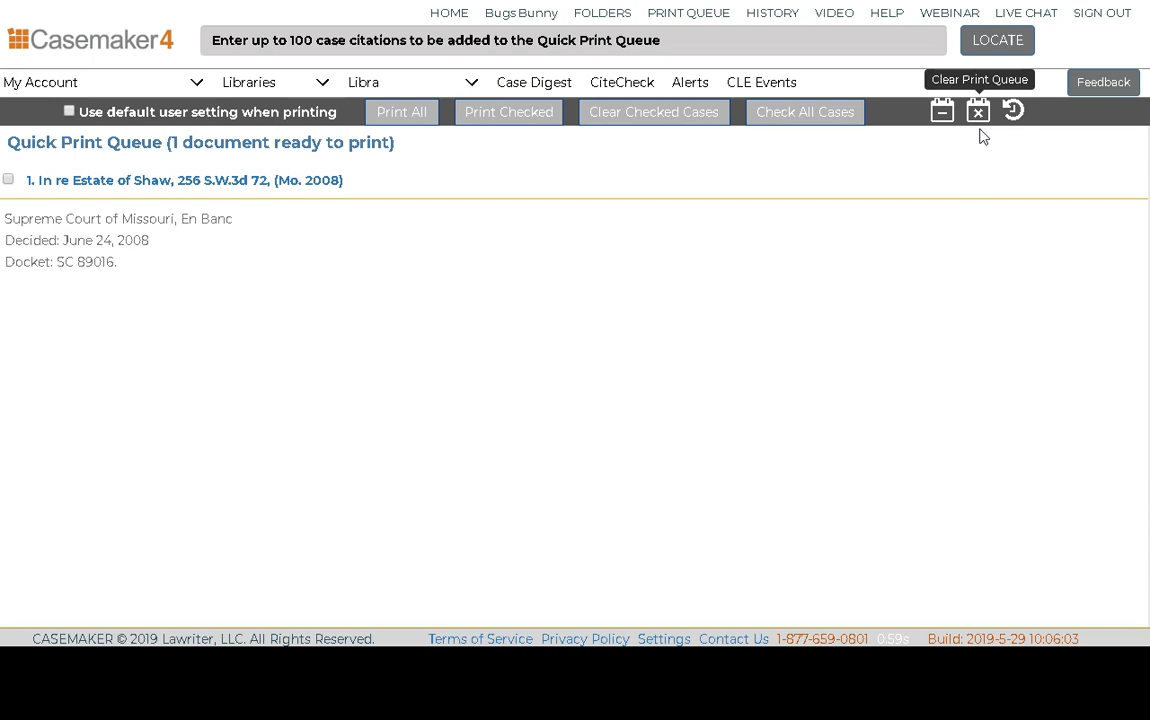 HOME Bugs Bunny FOLDERS PRINT QUEUE HISTORY VIDEO HELP WEBINAR LIVE CHAT SIGN OUT
Casemaker4
Enter up to 100 case citations to be added to the Quick Print Queue
LOCATE
My Account Libraries Libra Case Digest CiteCheck Alerts CLE Events
Clear Print Queue
Feedback
Use default user setting when printing Print All Print Checked Clear Checked Cases Check All Cases
Quick Print Queue (1 document ready to print)
1. In re Estate of Shaw, 256 S.W.3d 72, (Mo. 2008)
Supreme Court of Missouri, En Banc
Decided: June 24, 2008
Docket: SC 89016.
CASEMAKER © 2019 Lawriter, LLC. All Rights Reserved. Terms of Service Privacy Policy Settings Contact Us 1-877-659-0801 0.59s Build: 2019-5-29 10:06:03